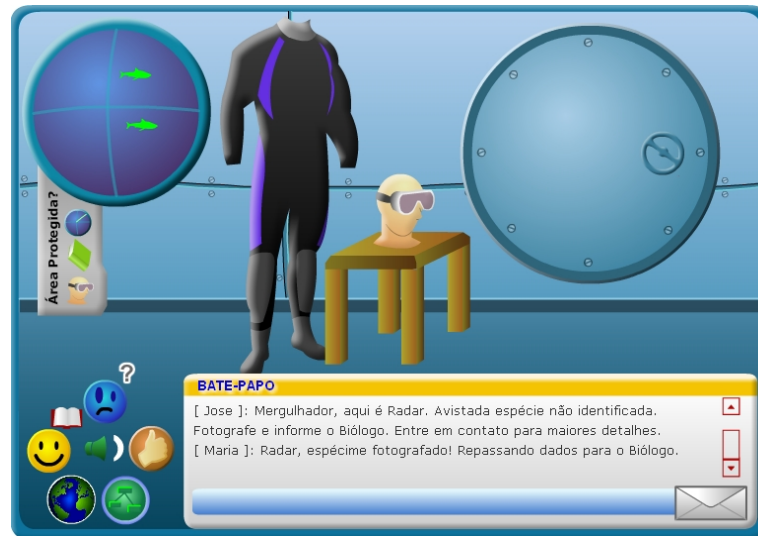 Área Protegida?
?
BATE-PAPO
[ Jose ]: Mergulhador, aqui é Radar. Avistada espécie não identificada.
Fotografe e informe o Biólogo. Entre em contato para maiores detalhes.
[ Maria ]: Radar, espécime fotografado! Repassando dados para o Biólogo.